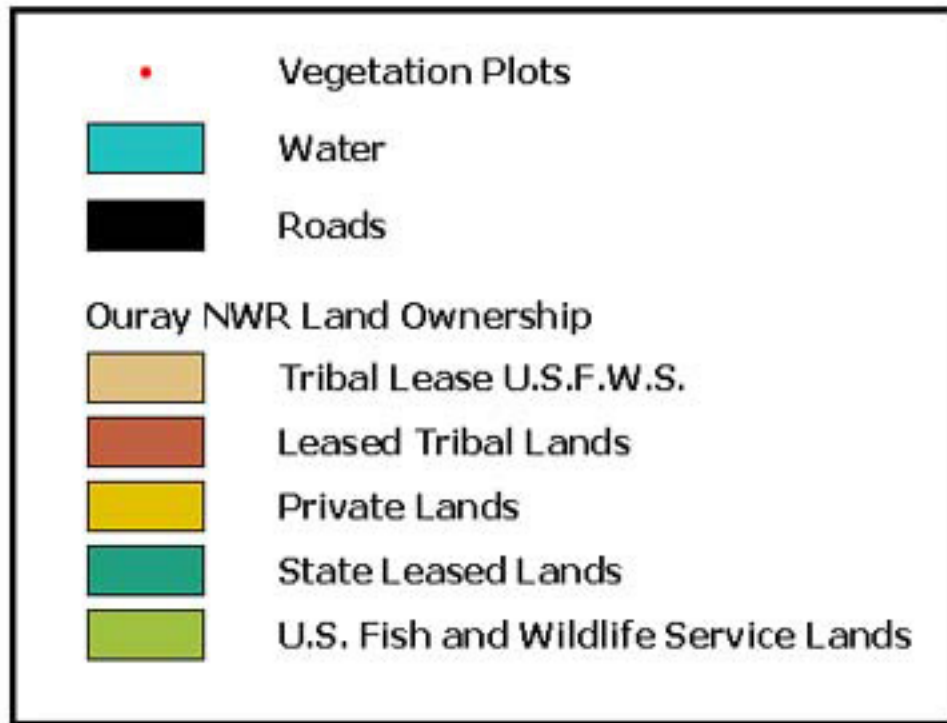 Vegetation Plots
Water
Roads
Ouray NWR Land Ownership
Tribal Lease U.S.F.W.S.
Leased Tribal Lands
Private Lands
State Leased Lands
U.S. Fish and Wildlife Service Lands